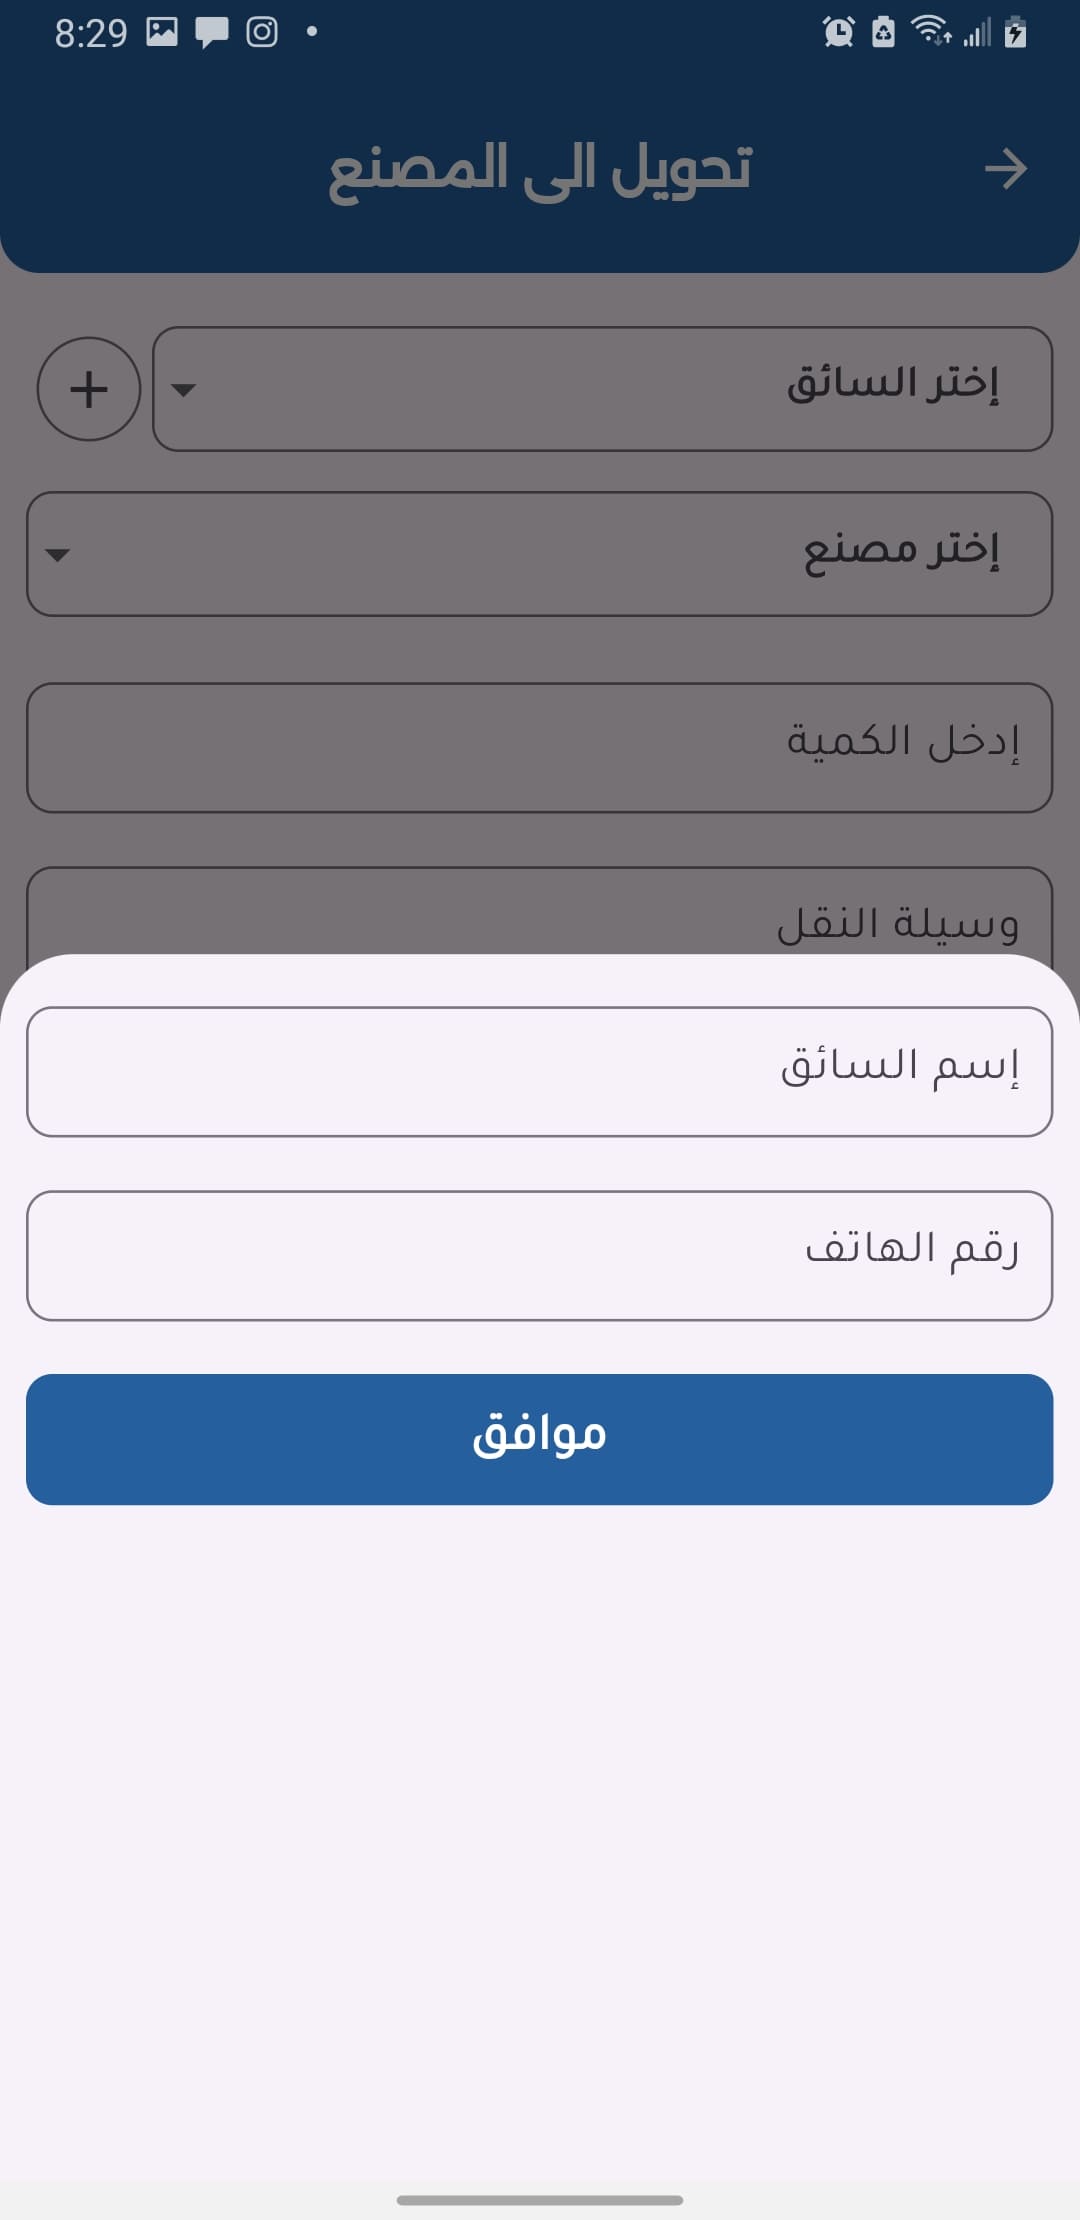 8:29
تحويل الى المصنع
إختر السائق
إختر مصنع
إدخل الكمية
وسيلة النقل
إسم السائق
رقم الهاتف
موافق